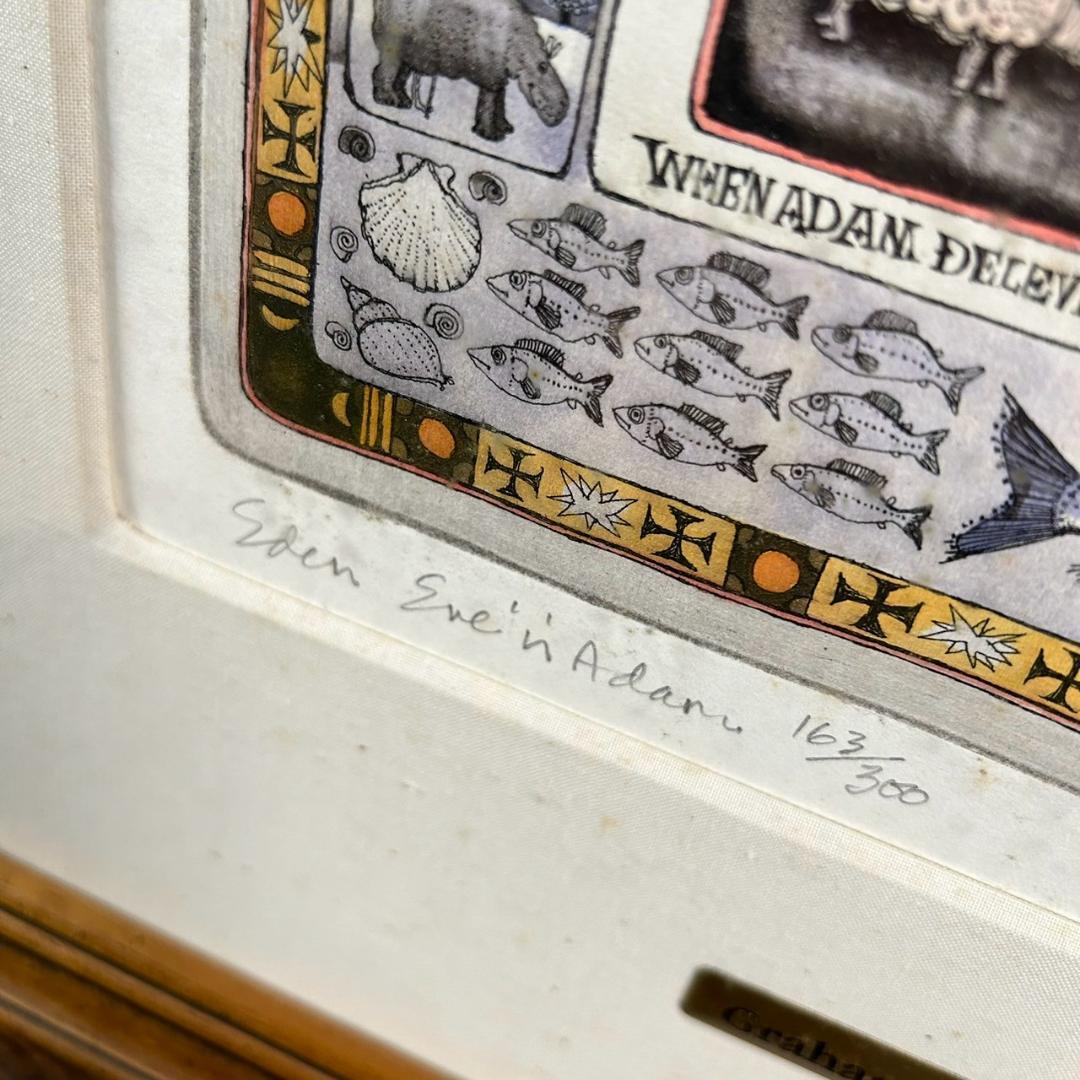 WHEN ADAM DELEV
Eden Eve 'n Adam 163/300
Graha